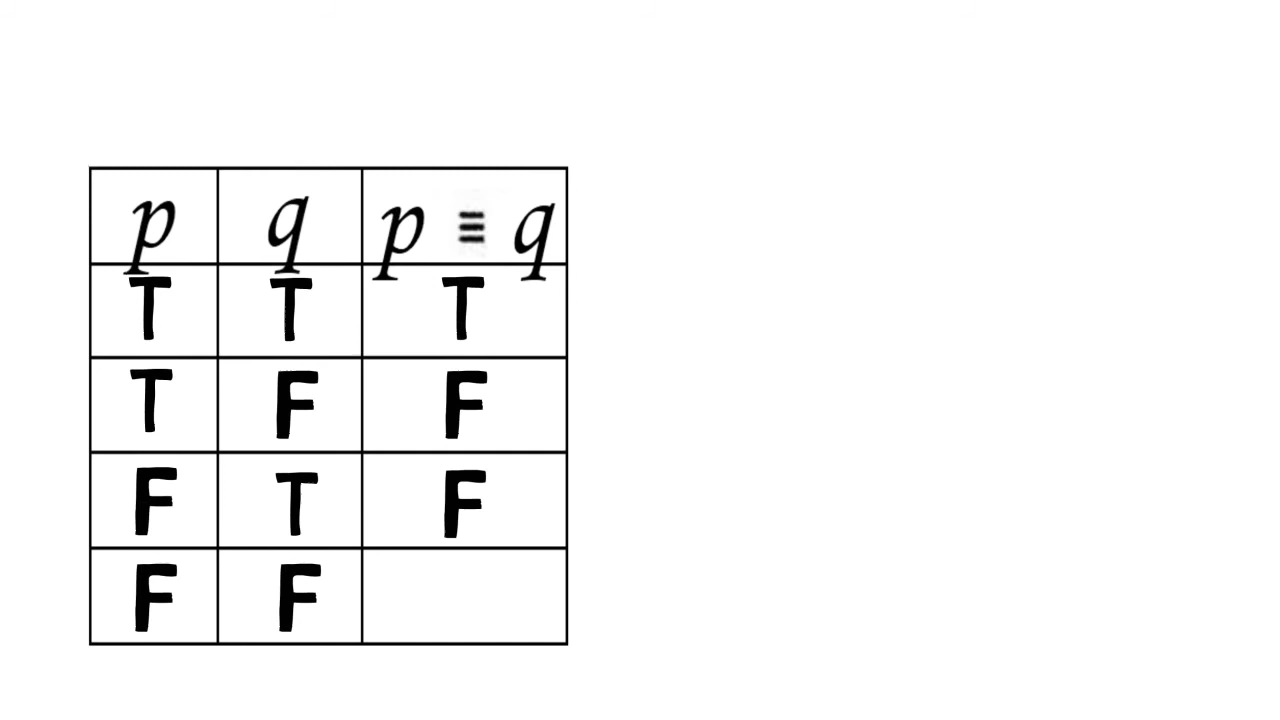 p q p ≡ q
T T T
T F F
F T F
F F